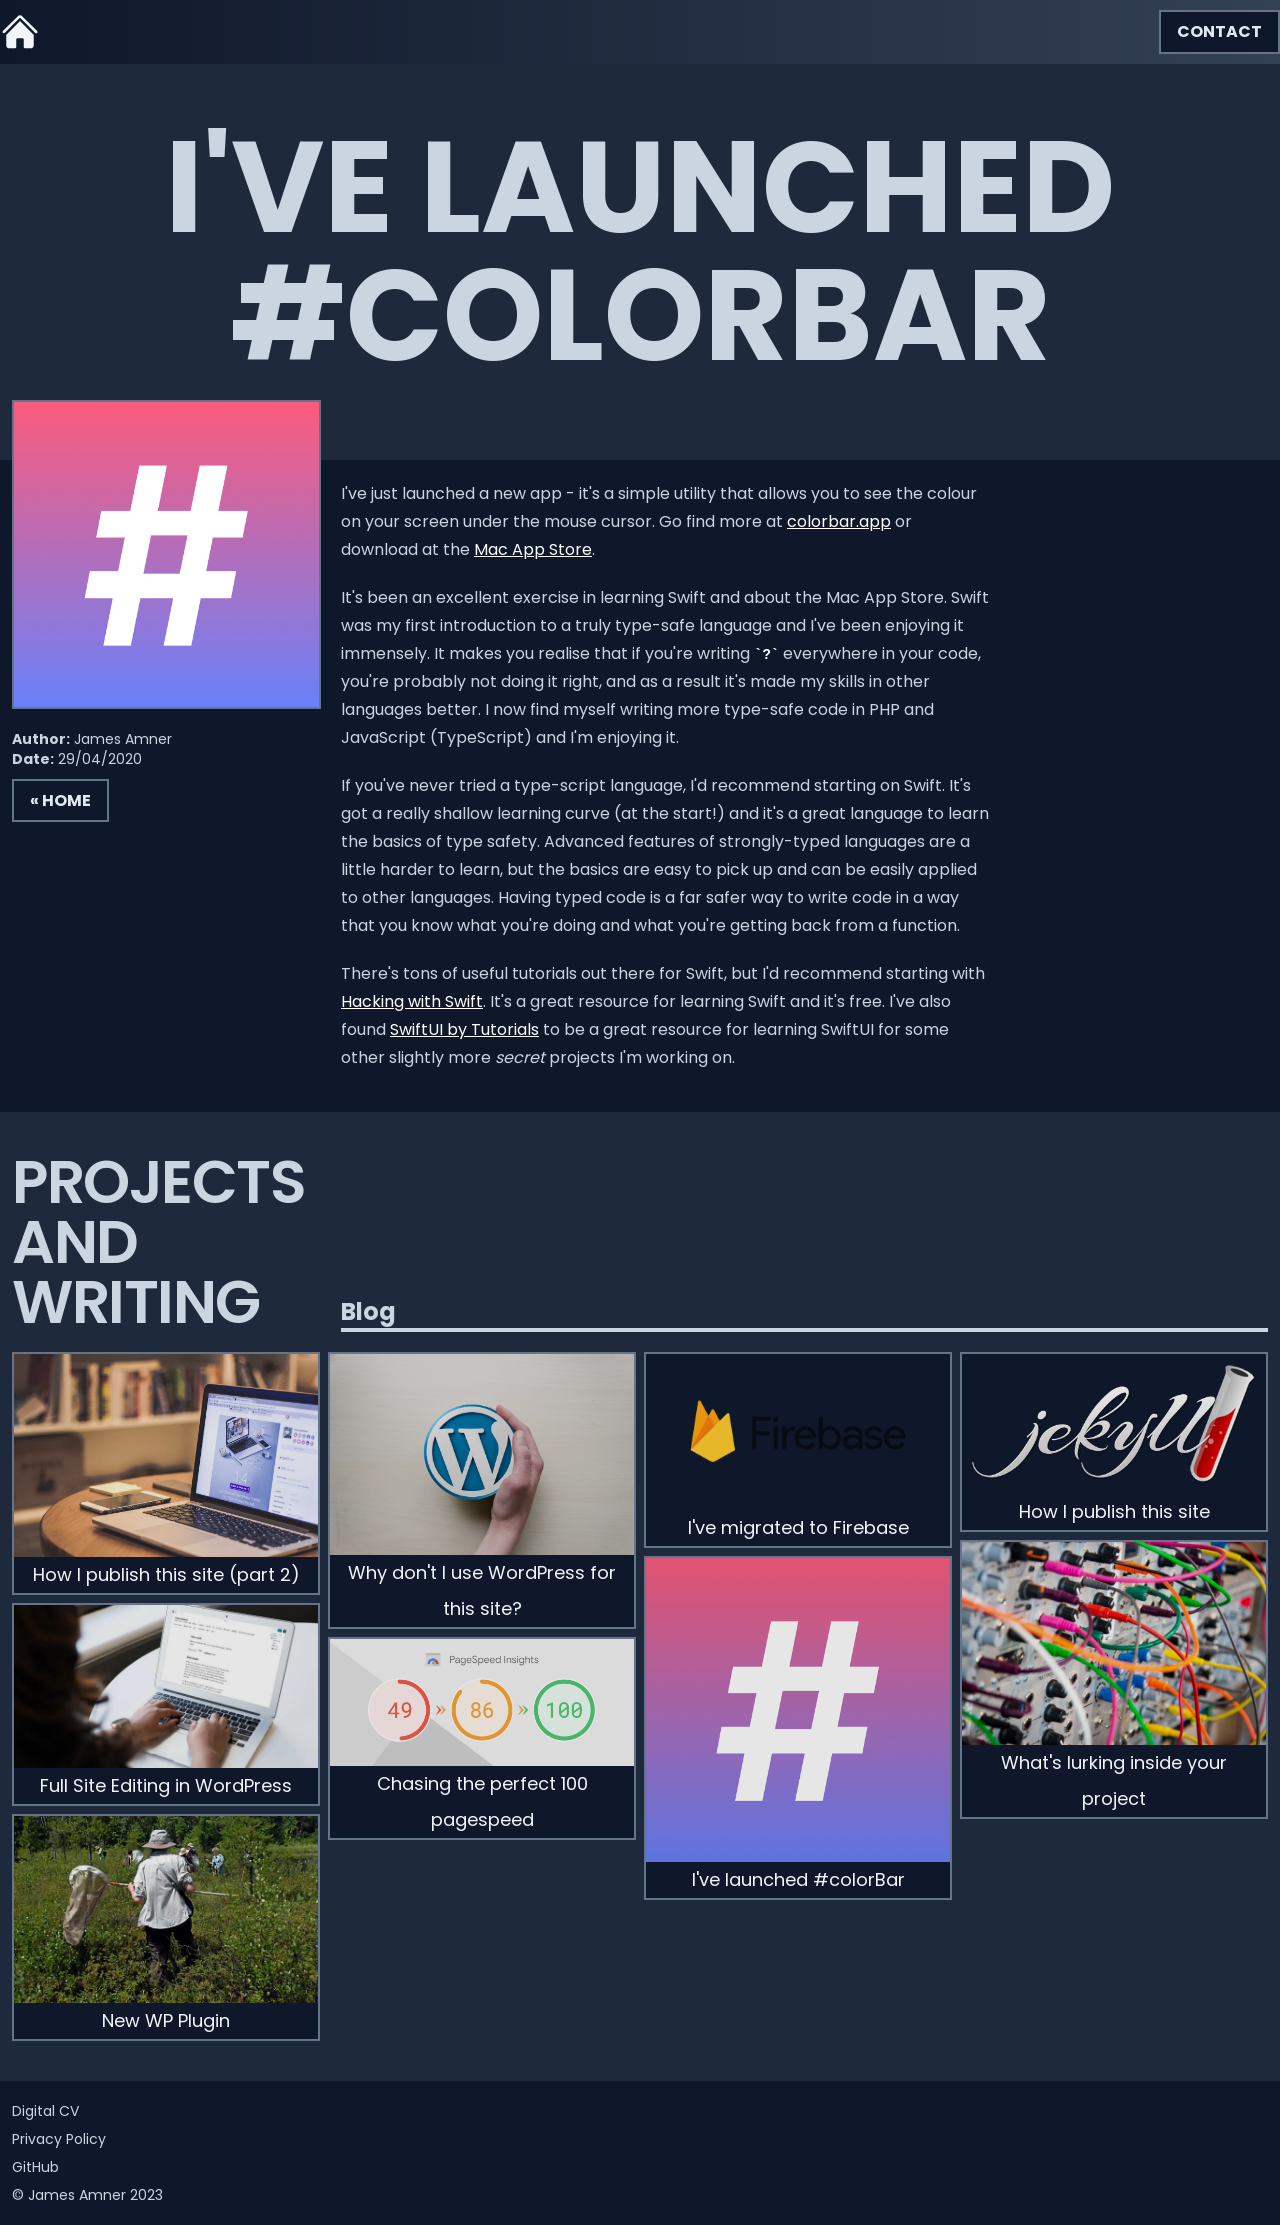 CONTACT
I'VE LAUNCHED
#COLORBAR
#
I've just launched a new app - it's a simple utility that allows you to see the colour
on your screen under the mouse cursor. Go find more at colorbar.app or
download at the Mac App Store.
It's been an excellent exercise in learning Swift and about the Mac App Store. Swift
was my first introduction to a truly type-safe language and I've been enjoying it
immensely. It makes you realise that if you're writing `?` everywhere in your code,
you're probably not doing it right, and as a result it's made my skills in other
languages better. I now find myself writing more type-safe code in PHP and
JavaScript (TypeScript) and I'm enjoying it.
If you've never tried a type-script language, I'd recommend starting on Swift. It's
got a really shallow learning curve (at the start!) and it's a great language to learn
the basics of type safety. Advanced features of strongly-typed languages are a
little harder to learn, but the basics are easy to pick up and can be easily applied
to other languages. Having typed code is a far safer way to write code in a way
that you know what you're doing and what you're getting back from a function.
There's tons of useful tutorials out there for Swift, but I'd recommend starting with
Hacking with Swift. It's a great resource for learning Swift and it's free. I've also
found SwiftUI by Tutorials to be a great resource for learning SwiftUI for some
other slightly more secret projects I'm working on.
Author: James Amner
Date: 29/04/2020
« HOME
PROJECTS
AND
WRITING
Blog
How I publish this site (part 2)
Full Site Editing in WordPress
New WP Plugin
W
Why don't I use WordPress for
this site?
PageSpeed Insights
49 » 86 » 100
Chasing the perfect 100
pagespeed
Firebase
I've migrated to Firebase
#
I've launched #colorBar
jekyll
How I publish this site
What's lurking inside your
project
Digital CV
Privacy Policy
GitHub
© James Amner 2023